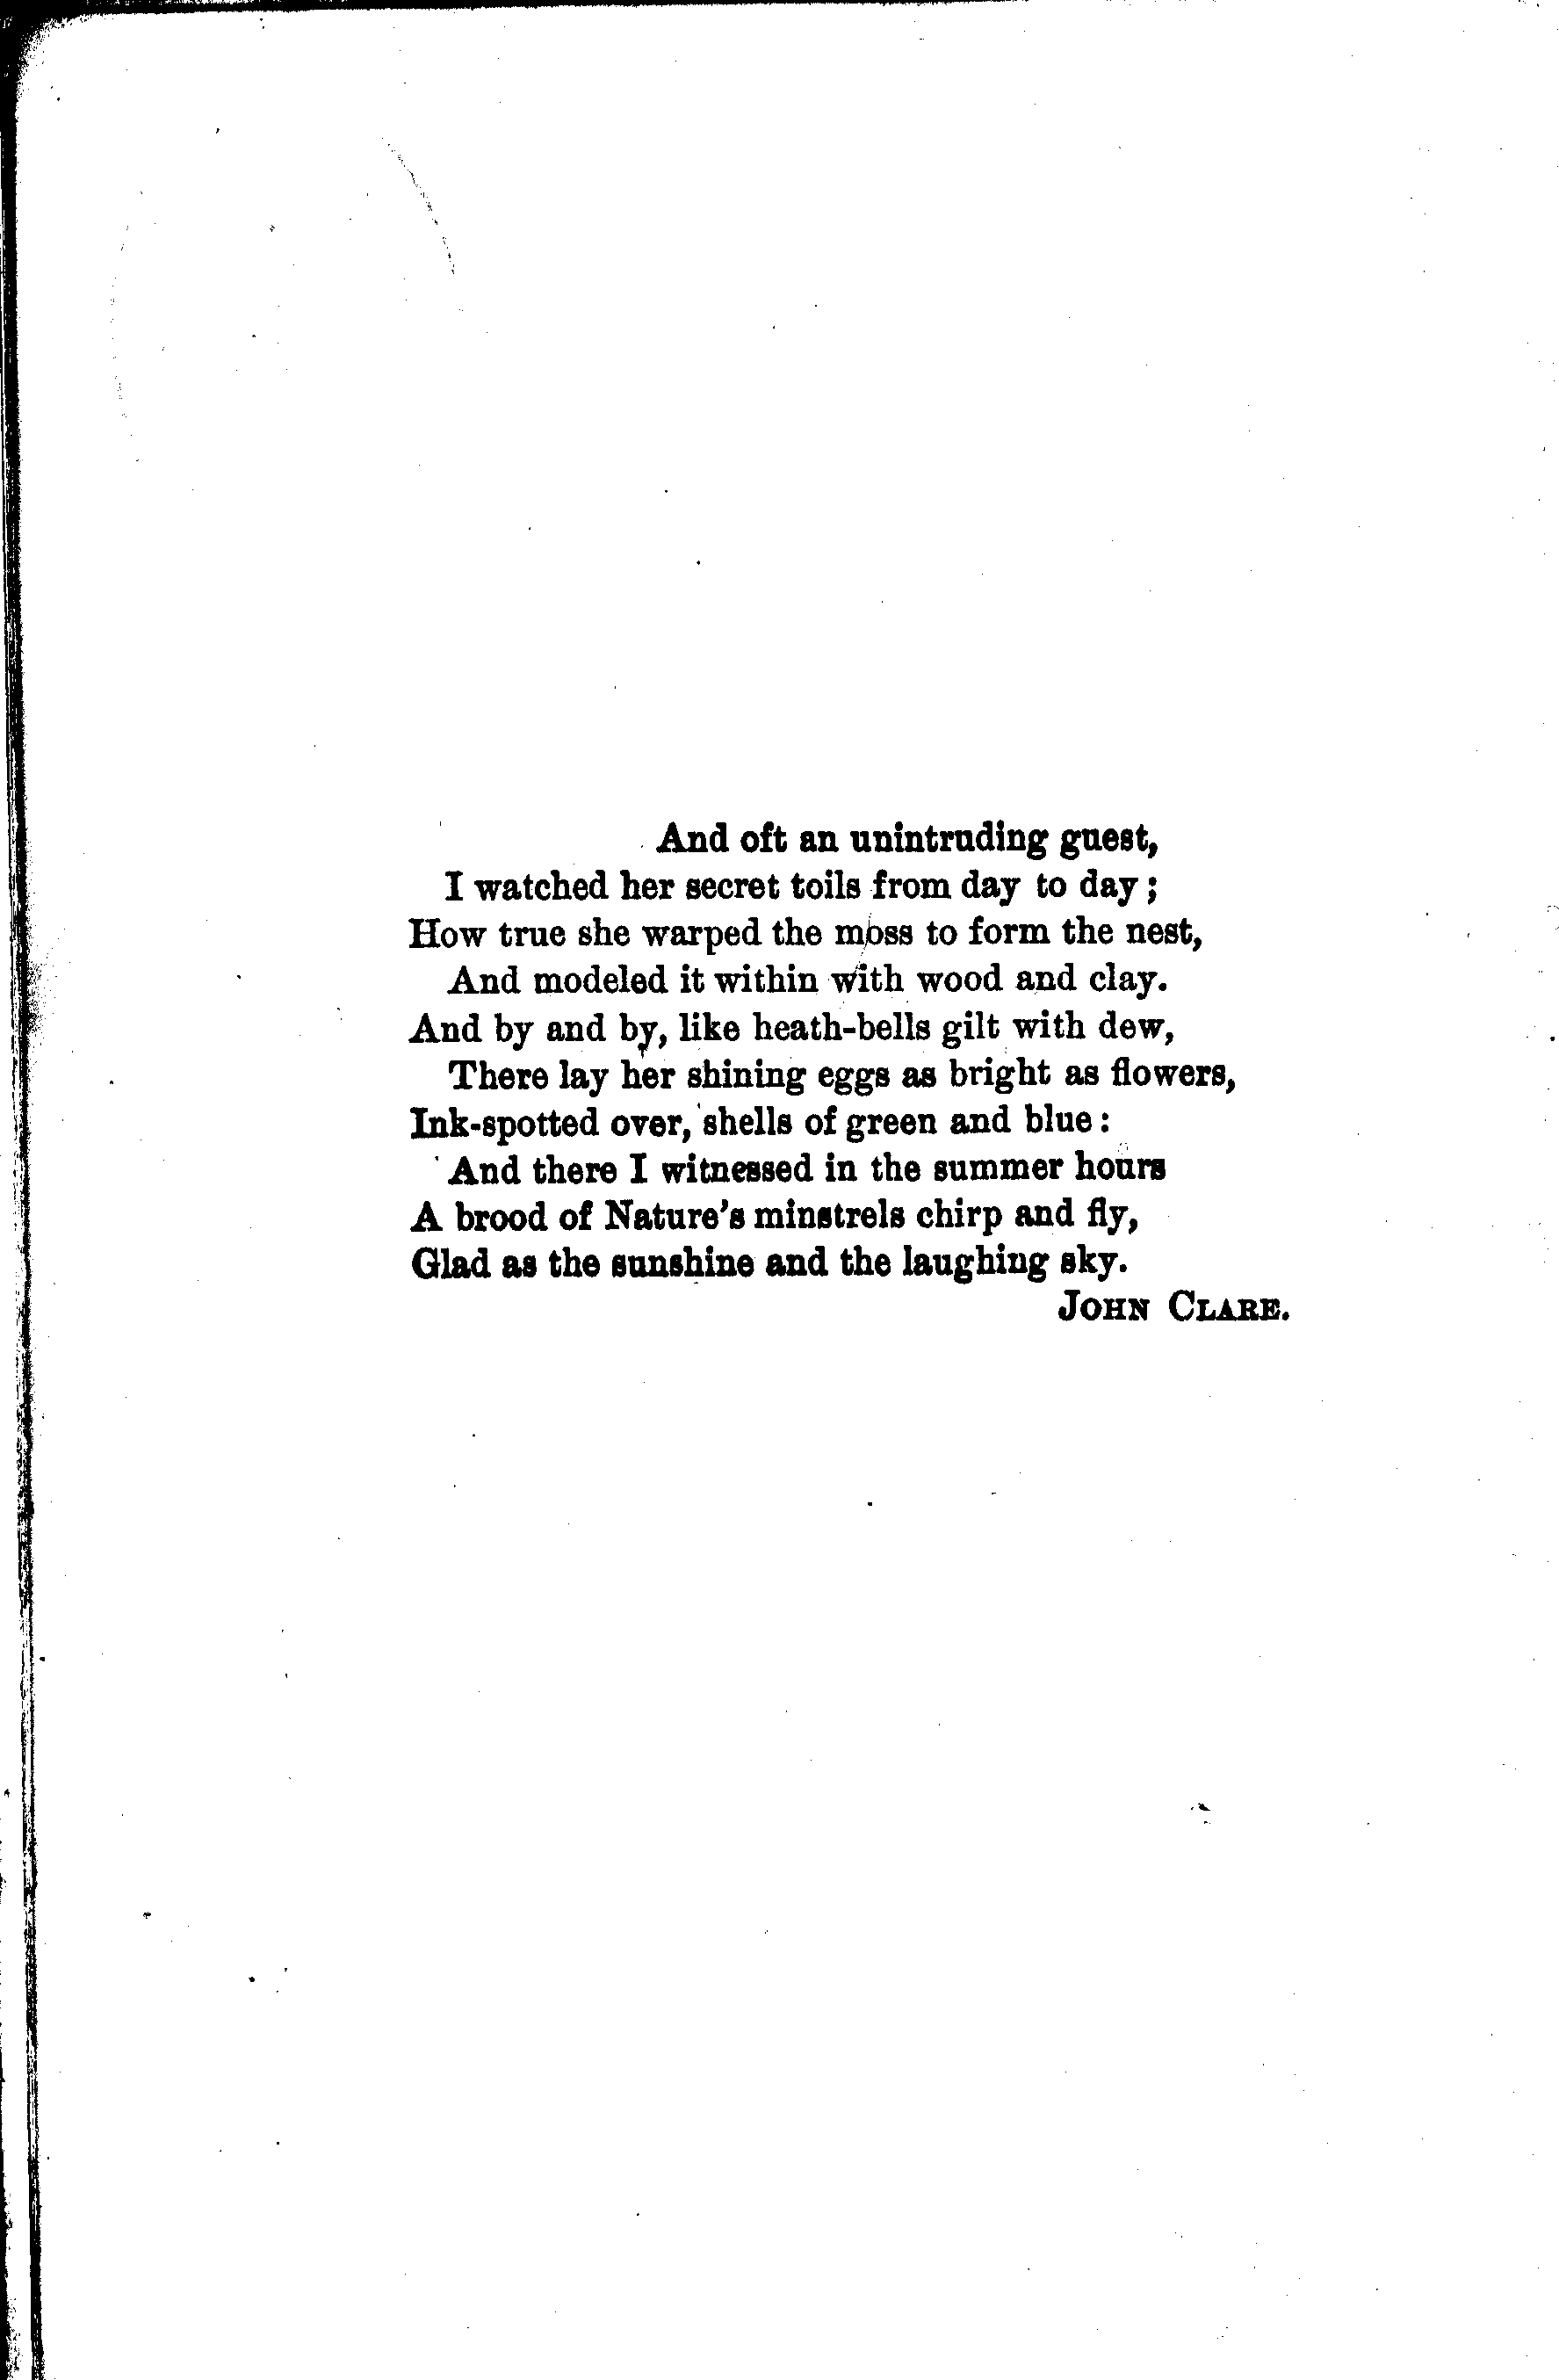 And oft an unintruding guest,
I watched her secret toils from day to day;
How true she warped the moss to form the nest,
And modeled it within with wood and clay.
And by and by, like heath-bells gilt with dew,
There lay her shining eggs as bright as flowers,
Ink-spotted over, shells of green and blue:
And there I witnessed in the summer hours
A brood of Nature's minstrels chirp and fly,
Glad as the sunshine and the laughing sky.
JOHN CLARE.